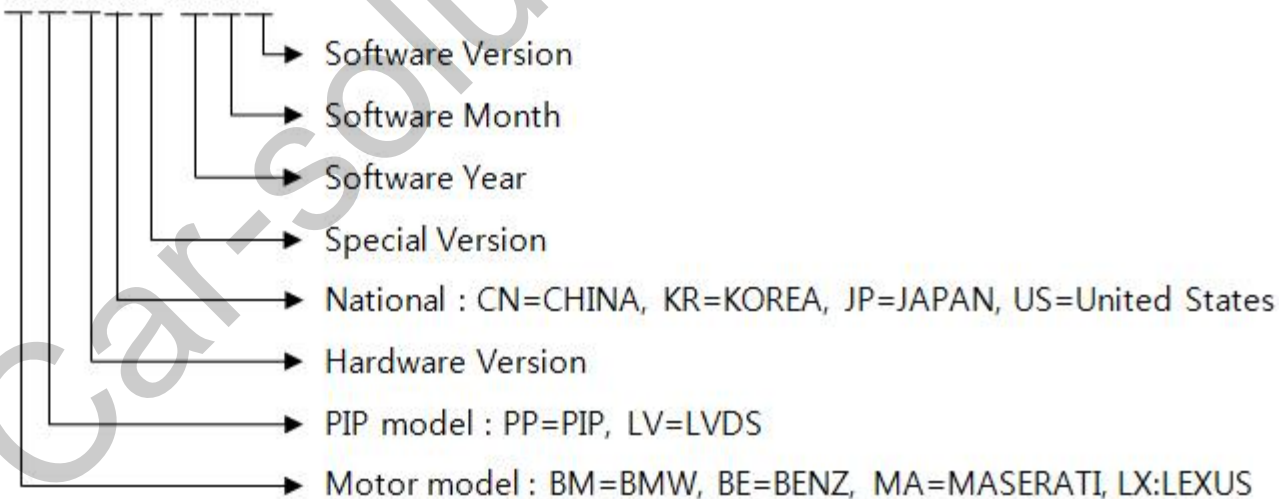 Software Version
Software Month
Software Year
Special Version
National : CN=CHINA, KR=KOREA, JP=JAPAN, US=United States
Hardware Version
PIP model : PP=PIP, LV=LVDS
Motor model : BM=BMW, BE=BENZ, MA=MASERATI, LX:LEXUS